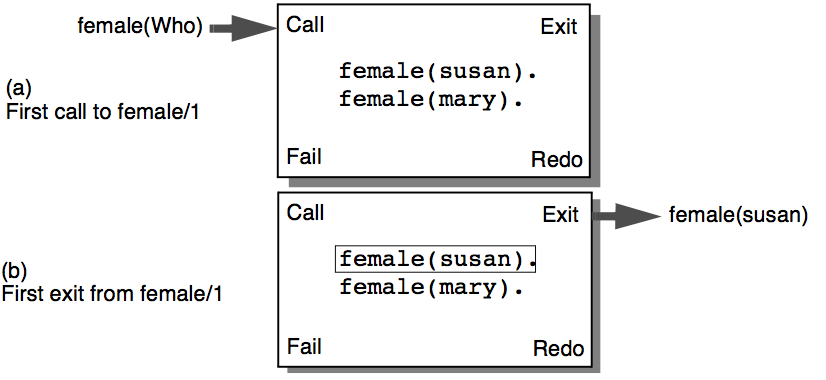 female(Who)
Call
Exit
female(susan).
female(mary).
(a)
First call to female/1
Fail
Redo
Call
Exit
female(susan)
female(susan).
female(mary).
(b)
First exit from female/1
Fail
Redo